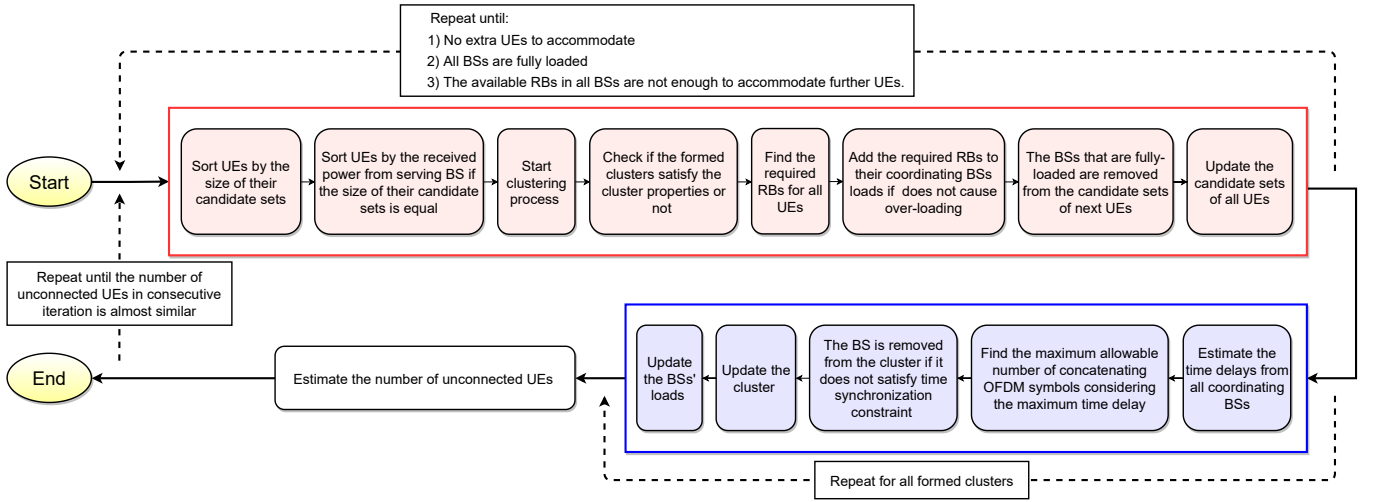 Repeat until:
1) No extra UEs to accommodate
2) All BSs are fully loaded
3) The available RBs in all BSs are not enough to accommodate further UEs.
Start
Sort UEs by the
size of their
candidate sets
Sort UEs by the received
power from serving BS if
the size of their candidate
sets is equal
Start
clustering
process
Check if the formed
clusters satisfy the
cluster properties or
not
Find the
required
RBs for all
UEs
Add the required RBs to
their coordinating BSs
loads if does not cause
over-loading
The BSs that are fully-
loaded are removed
from the candidate sets
of next UEs
Update the
candidate sets
of all UEs
Repeat until the number of
unconnected UEs in consecutive
iteration is almost similar
End
Estimate the number of unconnected UEs
Update
the BSs'
loads
Update the
cluster
The BS is removed
from the cluster if it
does not satisfy time
synchronization
constraint
Find the maximum allowable
number of concatenating
OFDM symbols considering
the maximum time delay
Estimate the
time delays from
all coordinating
BSs
Repeat for all formed clusters